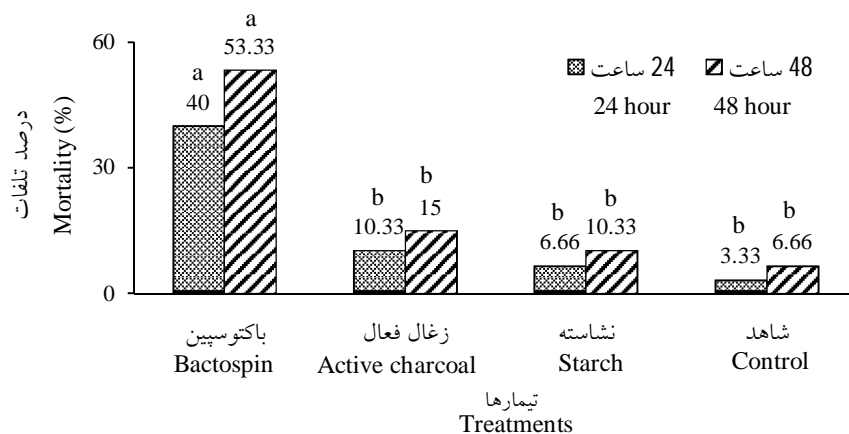 a
60
53.33
a
40
24 ساعت
48 ساعت
24 hour
48 hour
درصد تلفات
Mortality (%)
30
b
10.33
b
15
b
6.66
b
10.33
b
3.33
b
6.66
0
باکتوسپین
زغال فعال
نشاسته
شاهد
Bactospin
Active charcoal
Starch
Control
تیمارها
Treatments